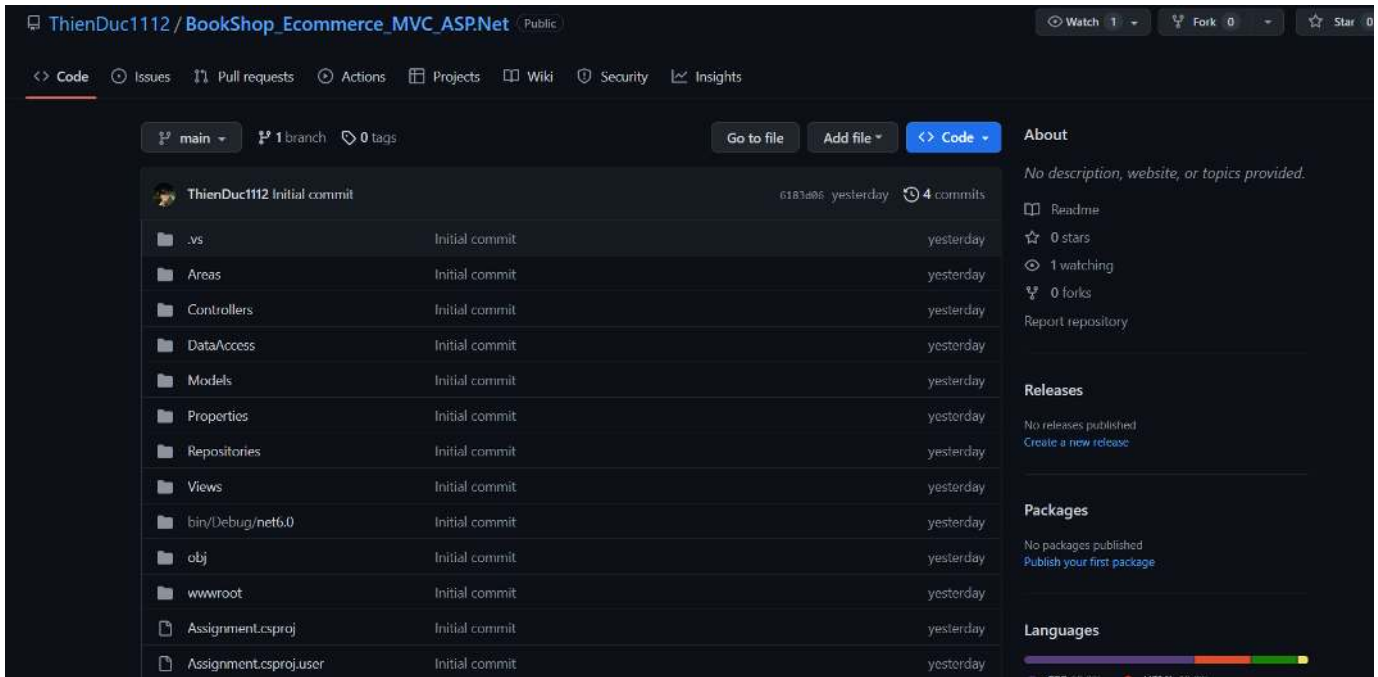 ThienDuc1112 / BookShop_Ecommerce_MVC_ASP.Net Public
Watch 1 Fork 0 Star 0
Code Issues Pull requests Actions Projects Wiki Security Insights
main 1 branch 0 tags Go to file Add file Code
About
No description, website, or topics provided.
ThienDuc1112 Initial commit 6183d06 yesterday 4 commits
Readme
.vs Initial commit yesterday
0 stars
1 watching
Areas Initial commit yesterday
0 forks
Controllers Initial commit yesterday
Report repository
DataAccess Initial commit yesterday
Models Initial commit yesterday
Releases
Properties Initial commit yesterday
No releases published
Create a new release
Repositories Initial commit yesterday
Views Initial commit yesterday
Packages
bin/Debug/net6.0 Initial commit yesterday
No packages published
Publish your first package
obj Initial commit yesterday
wwwroot Initial commit yesterday
Assignment.csproj Initial commit yesterday
Languages
Assignment.csproj.user Initial commit yesterday